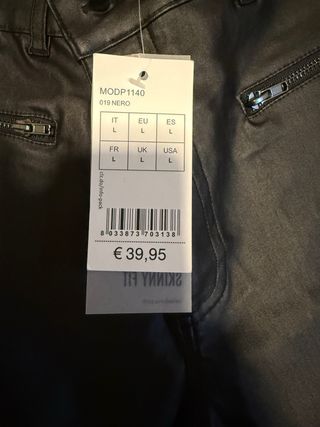 MODP1140
019 NERO
IT EU ES
L L L
FR UK USA
L L L
8 033873 703138
€ 39,95
SKINNY FIT